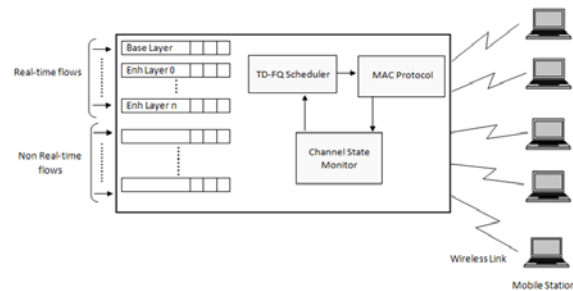 Real-time flows
Non Real-time
flows
Base Layer
Enh Layer 0
Enh Layer n
TD-FQ Scheduler
MAC Protocol
Channel State
Monitor
Wireless Link
Mobile Station